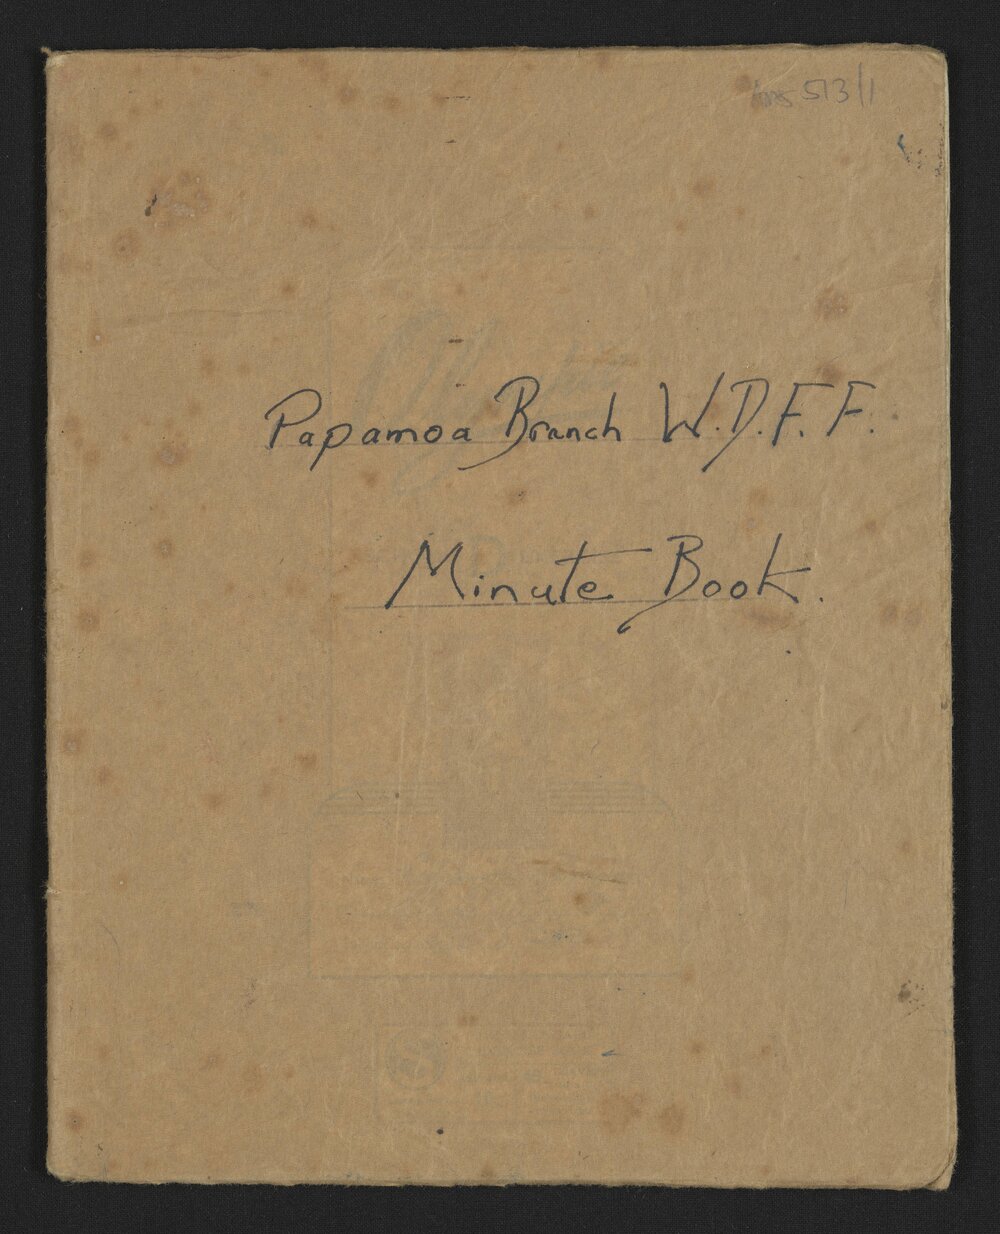 ms 513/1
Papamoa Branch W.D.F.F.
Minute Book.